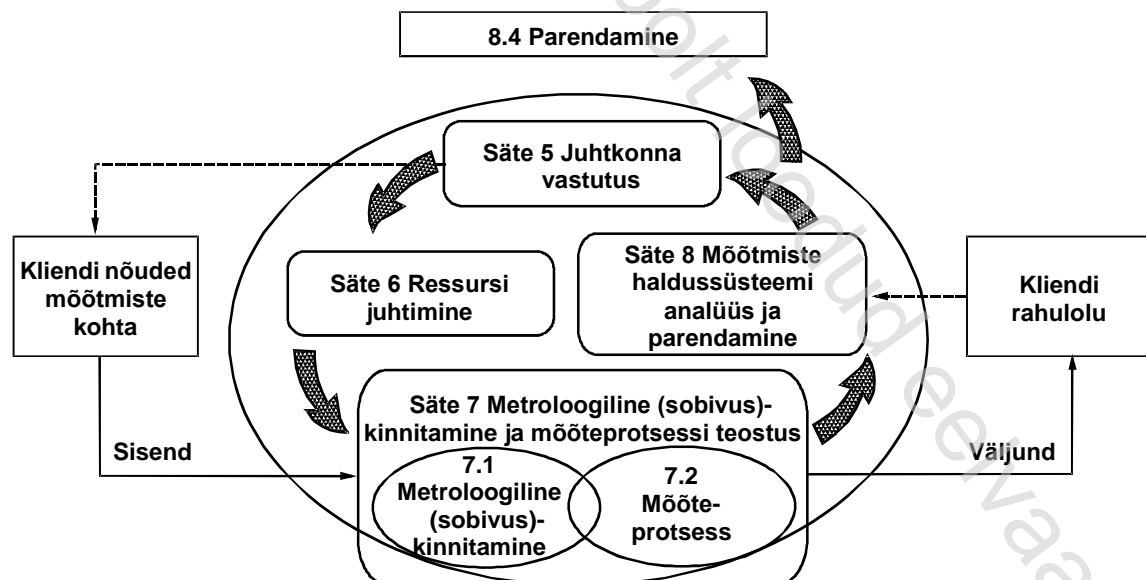 8.4 Parendamine
Säte 5 Juhtkonna
vastutus
Kliendi nõuded
mõõtmiste
kohta
Säte 6 Ressursi
juhtimine
Säte 8 Mõõtmiste
haldussüsteemi
analüüs ja
parendamine
Kliendi
rahulolu
Säte 7 Metroloogiline (sobivus)-
kinnitamine ja mõõteprotsessi teostus
Sisend
Väljund
7.1
Metroloogiline
(sobivus)-
kinnitamine
7.2
Mõõte-
protsess
loodud